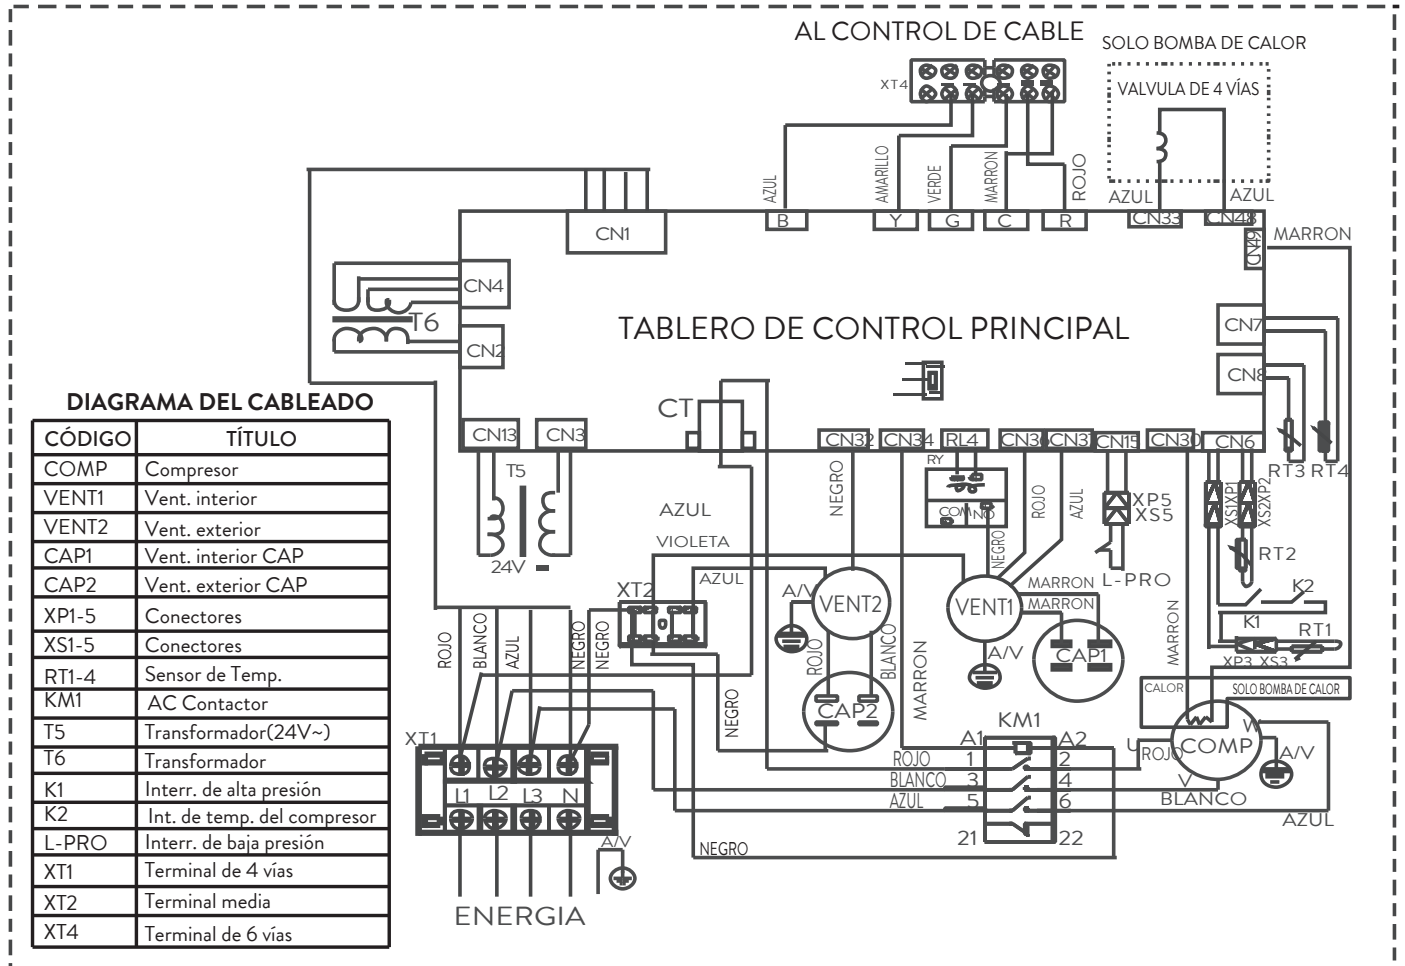 AL CONTROL DE CABLE
SOLO BOMBA DE CALOR
XT4
VALVULA DE 4 VÍAS
AZUL
AMARILLO
VERDE
MARRON
ROJO
AZUL
AZUL
B
Y
G
C
R
CN33
CN48
CN49
MARRON
CN1
CN4
T6
CN2
TABLERO DE CONTROL PRINCIPAL
CN7
CN8
CT
CN13
CN3
CN32
CN34
RL4
CN36
CN37
CN15
CN30
CN6
RT3
RT4
DIAGRAMA DEL CABLEADO
CÓDIGO TÍTULO
COMP Compresor
VENT1 Vent. interior
VENT2 Vent. exterior
CAP1 Vent. interior CAP
CAP2 Vent. exterior CAP
XP1-5 Conectores
XS1-5 Conectores
RT1-4 Sensor de Temp.
KM1 AC Contactor
T5 Transformador(24V~)
T6 Transformador
K1 Interr. de alta presión
K2 Int. de temp. del compresor
L-PRO Interr. de baja presión
XT1 Terminal de 4 vías
XT2 Terminal media
XT4 Terminal de 6 vías
T5
24V
AZUL
VIOLETA
AZUL
XT2
NEGRO
RY
COM
NO
NEGRO
ROJO
AZUL
XP5
XS5
L-PRO
XS1XP1
XS2XP2
RT2
K2
K1
RT1
XP3 XS3
A/V
VENT2
VENT1
MARRON
MARRON
CAP1
A/V
ROJO
BLANCO
MARRON
CAP2
MARRON
CALOR
SOLO BOMBA DE CALOR
ROJO
BLANCO
AZUL
NEGRO
NEGRO
NEGRO
XT1
L1
L2
L3
N
A/V
ENERGIA
KM1
A1
A2
ROJO
1
2
BLANCO
3
4
AZUL
5
6
21
22
NEGRO
U
ROJO
COMP
W
V
BLANCO
A/V
AZUL